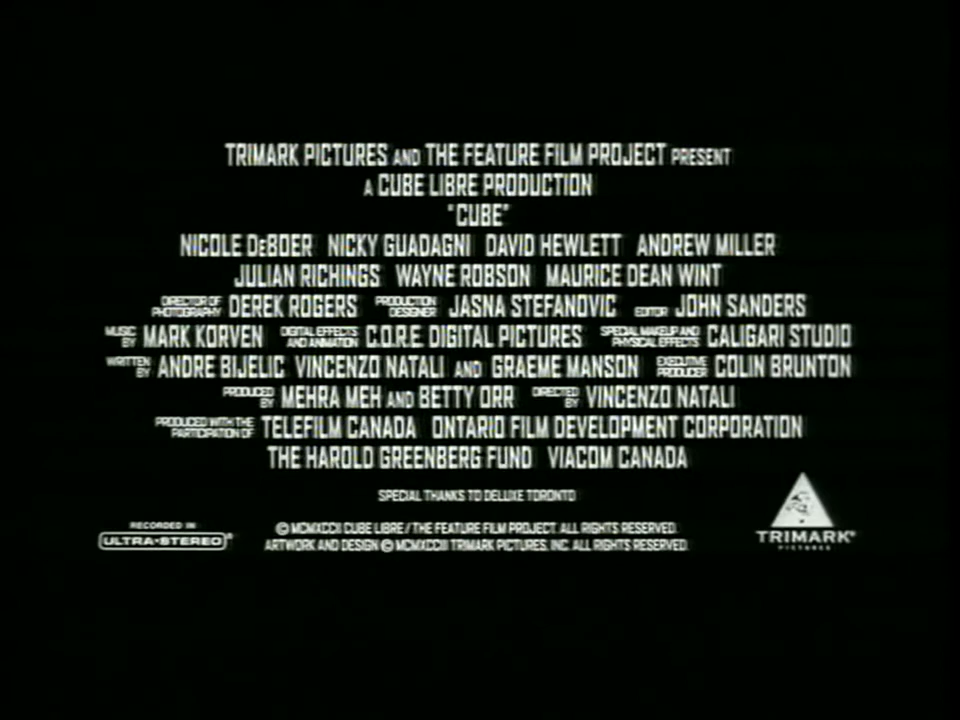 TRIMARK PICTURES AND THE FEATURE FILM PROJECT PRESENT
A CUBE LIBRE PRODUCTION
"CUBE"
NICOLE DeBOER NICKY GUADAGNI DAVID HEWLETT ANDREW MILLER
JULIAN RICHINGS WAYNE ROBSON MAURICE DEAN WINT
DIRECTOR OF PHOTOGRAPHY DEREK ROGERS PRODUCTION DESIGNER JASNA STEFANOVIC EDITOR JOHN SANDERS
MUSIC BY MARK KORVEN DIGITAL EFFECTS AND ANIMATION C.O.R.E. DIGITAL PICTURES SPECIAL MAKEUP AND PHYSICAL EFFECTS CALIGARI STUDIO
WRITTEN BY ANDRE BIJELIC VINCENZO NATALI AND GRAEME MANSON EXECUTIVE PRODUCER COLIN BRUNTON
PRODUCED BY MEHRA MEH AND BETTY ORR DIRECTED BY VINCENZO NATALI
PRODUCED WITH THE PARTICIPATION OF TELEFILM CANADA ONTARIO FILM DEVELOPMENT CORPORATION
THE HAROLD GREENBERG FUND VIACOM CANADA
SPECIAL THANKS TO DELUXE TORONTO
RECORDED IN
ULTRA-STEREO®
© MCMXCCII CUBE LIBRE / THE FEATURE FILM PROJECT. ALL RIGHTS RESERVED.
ARTWORK AND DESIGN © MCMXCCIII TRIMARK PICTURES, INC. ALL RIGHTS RESERVED.
TRIMARK®
PICTURES